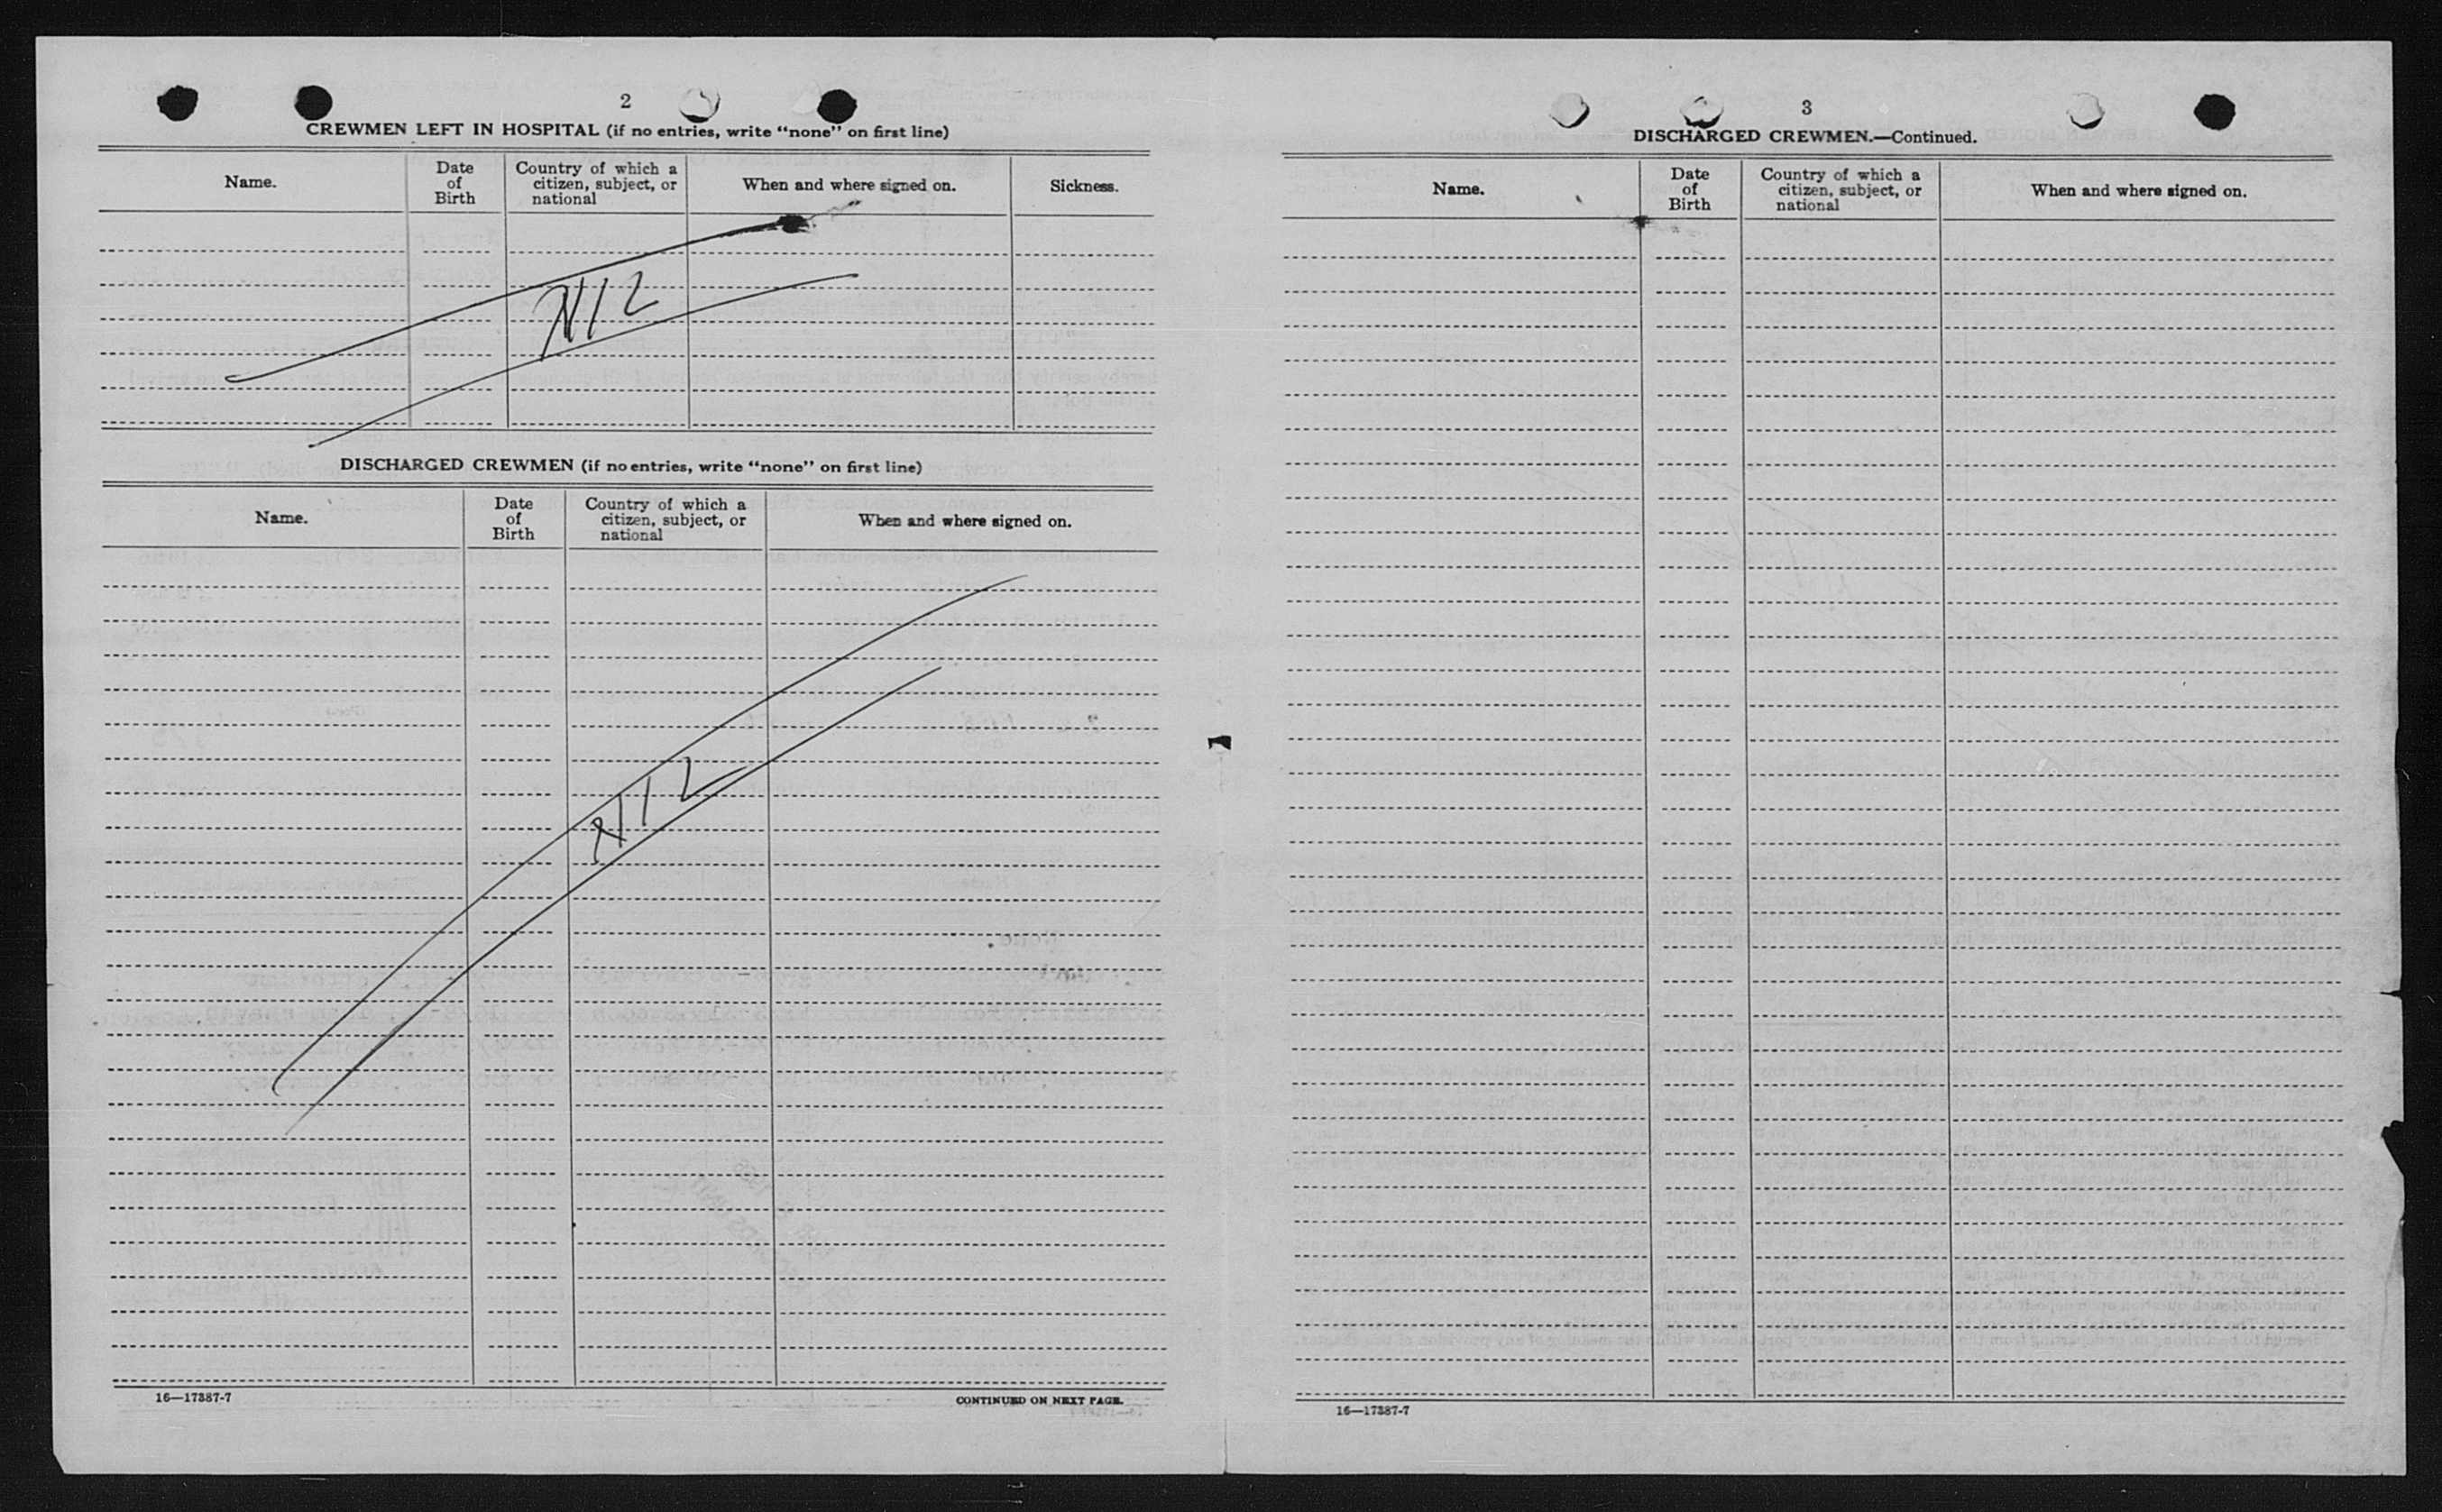 2
CREWMEN LEFT IN HOSPITAL (if no entries, write "none" on first line)
Name.
Date of Birth
Country of which a citizen, subject, or national
When and where signed on.
Sickness.
NIL
DISCHARGED CREWMEN (if no entries, write "none" on first line)
Name.
Date of Birth
Country of which a citizen, subject, or national
When and where signed on.
NIL
16—17387-7
CONTINUED ON NEXT PAGE.
3
DISCHARGED CREWMEN.—Continued.
Name.
Date of Birth
Country of which a citizen, subject, or national
When and where signed on.
16—17387-7